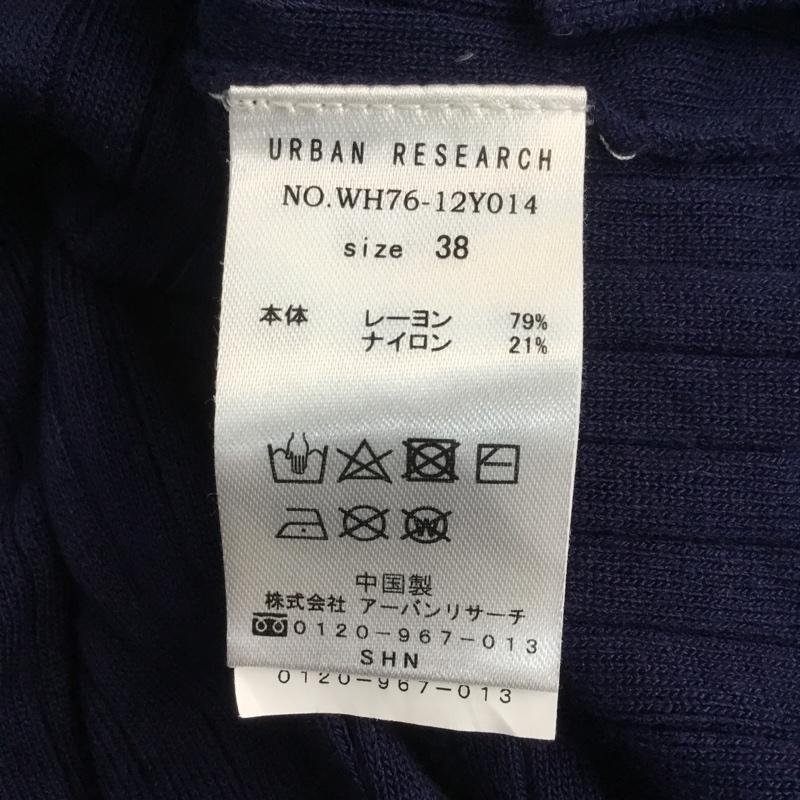 URBAN RESEARCH
NO.WH76-12Y014
size 38
本体 レーヨン 79%
ナイロン 21%
W
中国製
株式会社 アーバンリサーチ
0120-967-013
SHN
0120-967-013